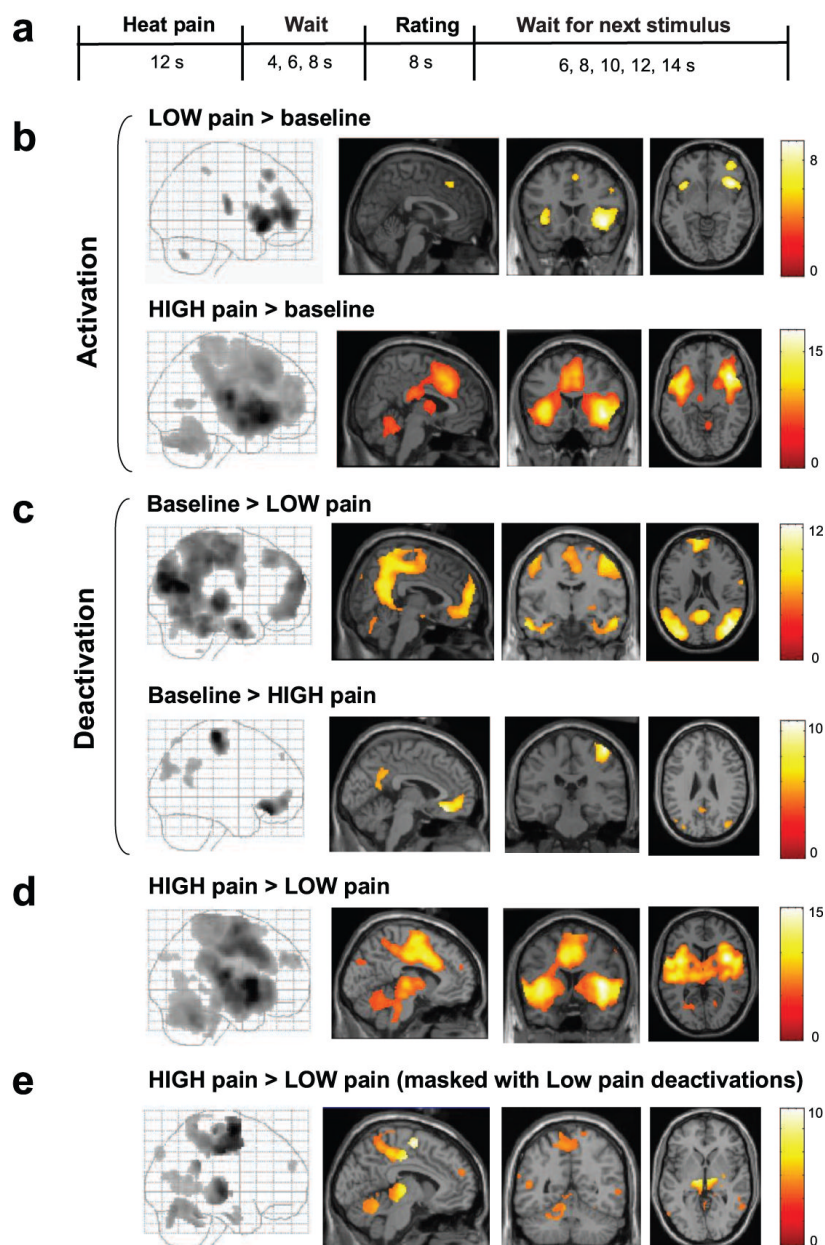 a
Heat pain Wait Rating Wait for next stimulus
12 s 4, 6, 8 s 8 s 6, 8, 10, 12, 14 s
b
Activation
LOW pain > baseline
8
0
HIGH pain > baseline
15
0
c
Deactivation
Baseline > LOW pain
12
0
Baseline > HIGH pain
10
0
d
HIGH pain > LOW pain
15
0
e
HIGH pain > LOW pain (masked with Low pain deactivations)
10
0